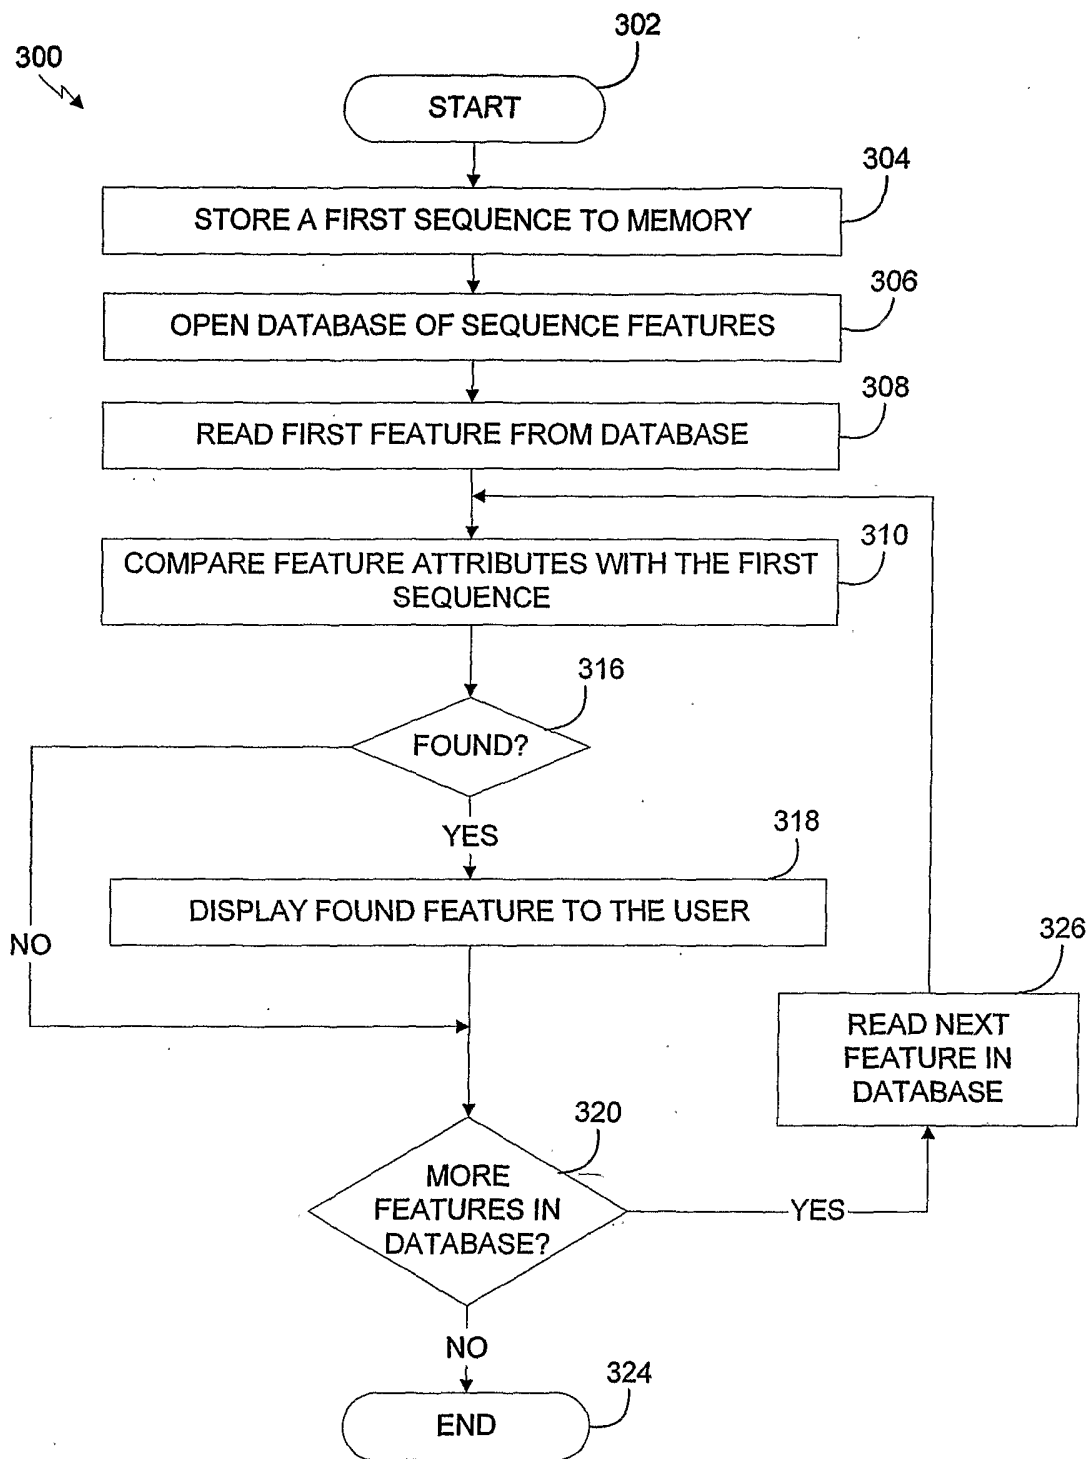 300
302
START
304
STORE A FIRST SEQUENCE TO MEMORY
306
OPEN DATABASE OF SEQUENCE FEATURES
308
READ FIRST FEATURE FROM DATABASE
310
COMPARE FEATURE ATTRIBUTES WITH THE FIRST
SEQUENCE
316
FOUND?
YES
318
DISPLAY FOUND FEATURE TO THE USER
NO
326
READ NEXT
FEATURE IN
DATABASE
320
MORE
FEATURES IN
DATABASE?
YES
NO
324
END